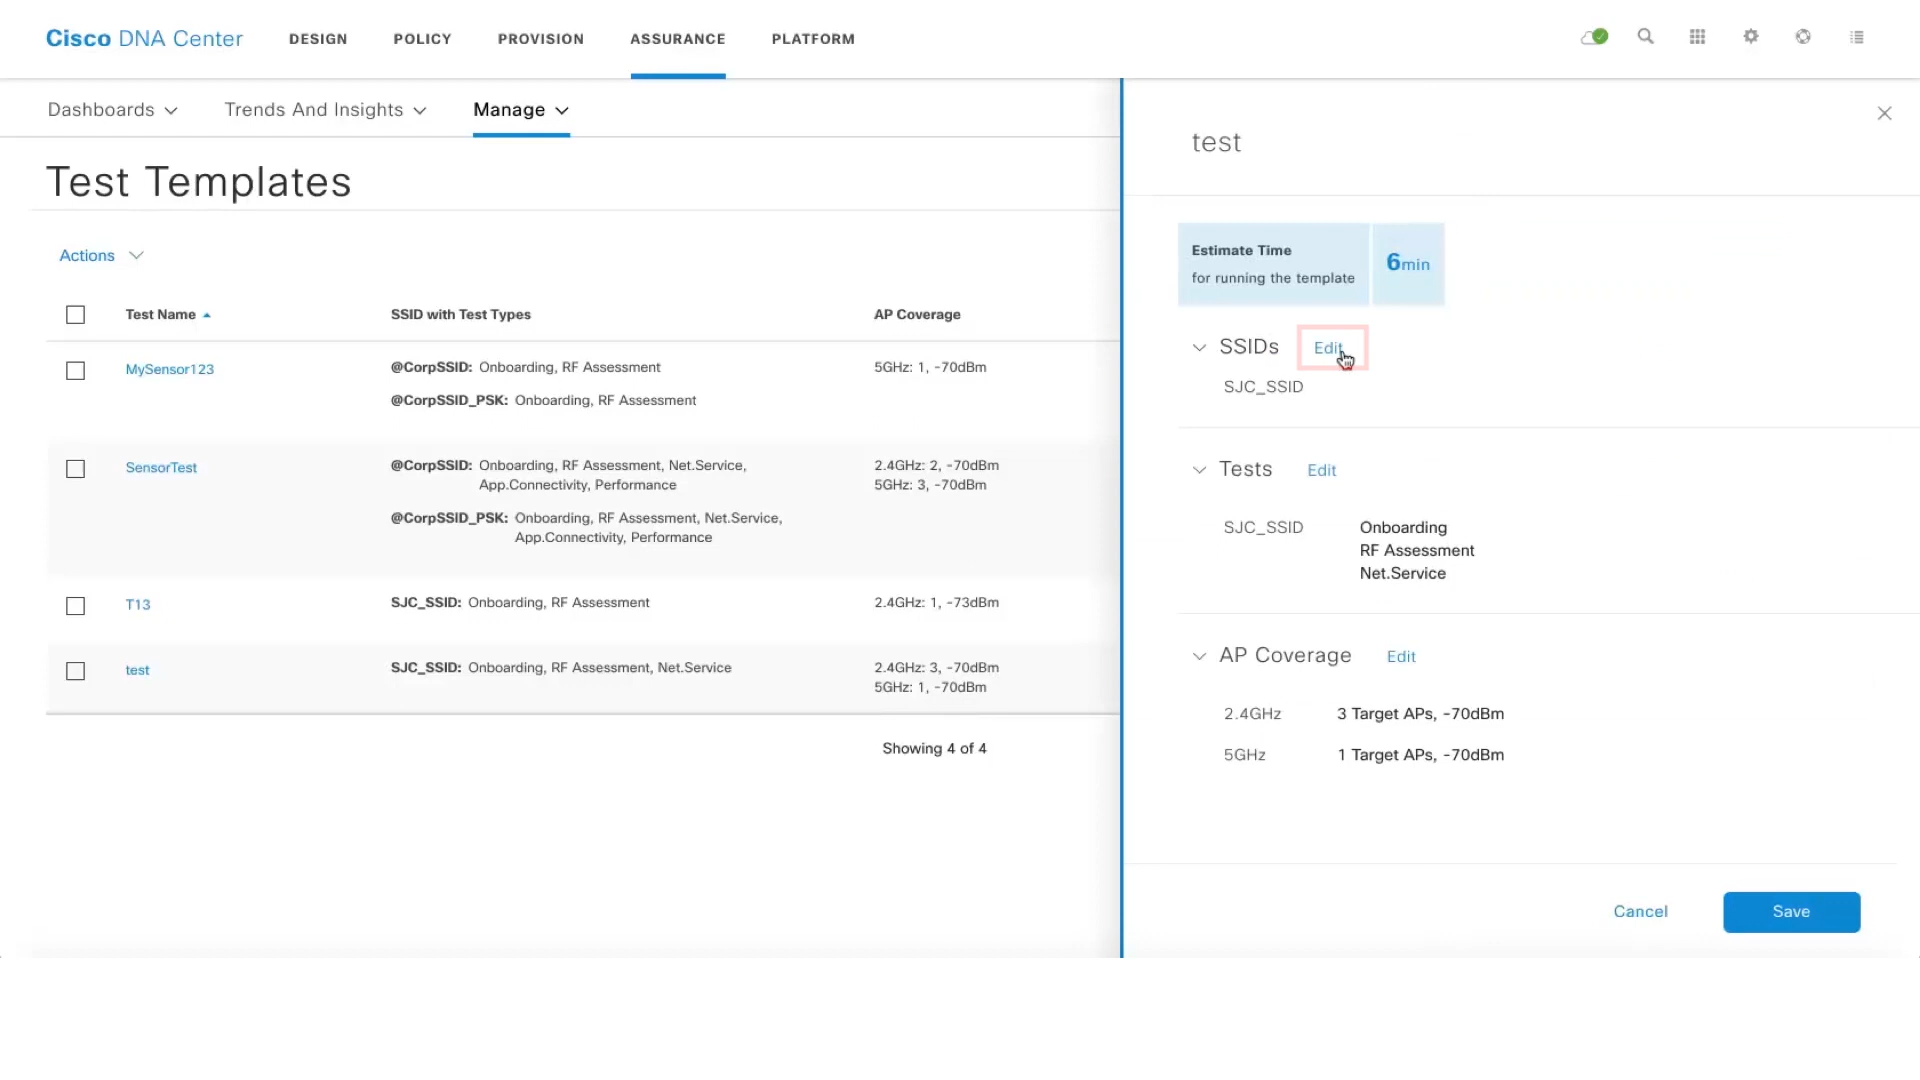 Cisco DNA Center DESIGN POLICY PROVISION ASSURANCE PLATFORM
Dashboards Trends And Insights Manage
Test Templates
Actions
Test Name SSID with Test Types AP Coverage
MySensor123 @CorpSSID: Onboarding, RF Assessment 5GHz: 1, -70dBm
@CorpSSID_PSK: Onboarding, RF Assessment
SensorTest @CorpSSID: Onboarding, RF Assessment, Net.Service, 2.4GHz: 2, -70dBm
App.Connectivity, Performance 5GHz: 3, -70dBm
@CorpSSID_PSK: Onboarding, RF Assessment, Net.Service,
App.Connectivity, Performance
T13 SJC_SSID: Onboarding, RF Assessment 2.4GHz: 1, -73dBm
test SJC_SSID: Onboarding, RF Assessment, Net.Service 2.4GHz: 3, -70dBm
5GHz: 1, -70dBm
Showing 4 of 4
test
Estimate Time
for running the template
6min
SSIDs Edit
SJC_SSID
Tests Edit
SJC_SSID Onboarding
RF Assessment
Net.Service
AP Coverage Edit
2.4GHz 3 Target APs, -70dBm
5GHz 1 Target APs, -70dBm
Cancel Save